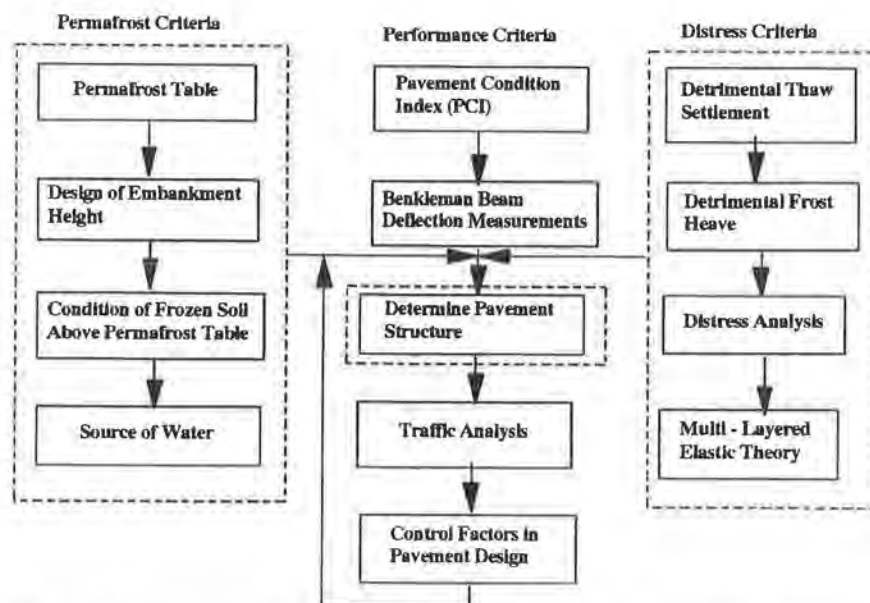 Permafrost Criteria
Permafrost Table
Design of Embankment
Height
Condition of Frozen Soil
Above Permafrost Table
Source of Water
Performance Criteria
Pavement Condition
Index (PCI)
Benkleman Beam
Deflection Measurements
Determine Pavement
Structure
Traffic Analysis
Control Factors in
Pavement Design
Distress Criteria
Detrimental Thaw
Settlement
Detrimental Frost
Heave
Distress Analysis
Multi - Layered
Elastic Theory